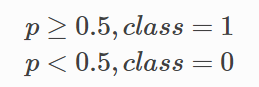 p ≥ 0.5, class = 1
p < 0.5, class = 0